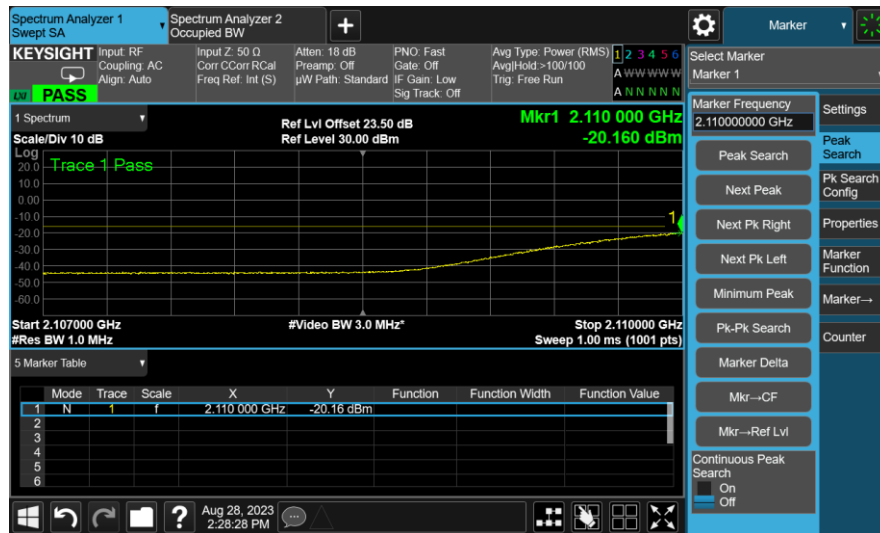 Spectrum Analyzer 1
Swept SA
Spectrum Analyzer 2
Occupied BW
Marker
KEYSIGHT
LXI
PASS
Input: RF
Coupling: AC
Align: Auto
Input Z: 50 Ω
Corr CCorr RCal
Freq Ref: Int (S)
Atten: 18 dB
Preamp: Off
µW Path: Standard
PNO: Fast
Gate: Off
IF Gain: Low
Sig Track: Off
Avg Type: Power (RMS)
Avg|Hold:>100/100
Trig: Free Run
1 2 3 4 5 6
A W W W W W
A N N N N N
Select Marker
Marker 1
1 Spectrum
Scale/Div 10 dB
Ref Lvl Offset 23.50 dB
Ref Level 30.00 dBm
Mkr1 2.110 000 GHz
-20.160 dBm
Log
Trace 1 Pass
20.0
10.0
0.00
-10.0
-20.0
-30.0
-40.0
-50.0
-60.0
1
Start 2.107000 GHz
#Res BW 1.0 MHz
#Video BW 3.0 MHz*
Stop 2.110000 GHz
Sweep 1.00 ms (1001 pts)
5 Marker Table
Mode Trace Scale X Y Function Function Width Function Value
1 N 1 f 2.110 000 GHz -20.16 dBm
2
3
4
5
6
Marker Frequency
2.110000000 GHz
Peak Search
Next Peak
Next Pk Right
Next Pk Left
Minimum Peak
Pk-Pk Search
Marker Delta
Mkr→CF
Mkr→Ref Lvl
Continuous Peak
Search
On
Off
Settings
Peak
Search
Pk Search
Config
Properties
Marker
Function
Marker→
Counter
?
Aug 28, 2023
2:28:28 PM